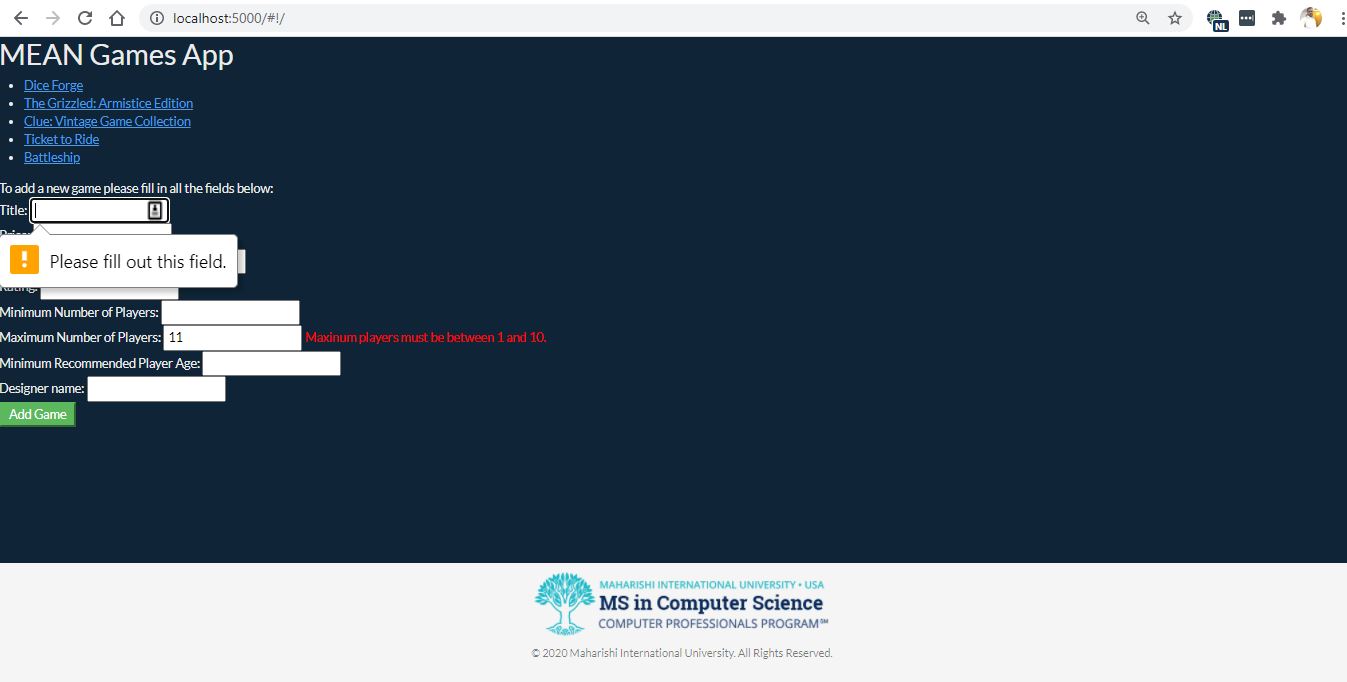 localhost:5000/#!/
NL
MEAN Games App
Dice Forge
The Grizzled: Armistice Edition
Clue: Vintage Game Collection
Ticket to Ride
Battleship
To add a new game please fill in all the fields below:
Title:
Price:
Please fill out this field.
Rating:
Minimum Number of Players:
Maximum Number of Players: 11 Maxinum players must be between 1 and 10.
Minimum Recommended Player Age:
Designer name:
Add Game
MAHARISHI INTERNATIONAL UNIVERSITY • USA
MS in Computer Science
COMPUTER PROFESSIONALS PROGRAM℠
© 2020 Maharishi International University. All Rights Reserved.